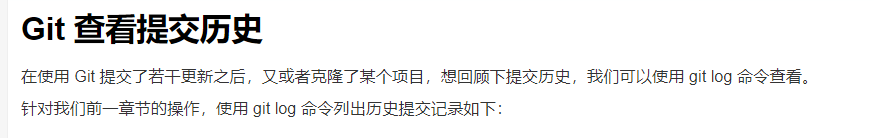 Git 查看提交历史
在使用 Git 提交了若干更新之后，又或者克隆了某个项目，想回顾下提交历史，我们可以使用 git log 命令查看。
针对我们前一章节的操作，使用 git log 命令列出历史提交记录如下：